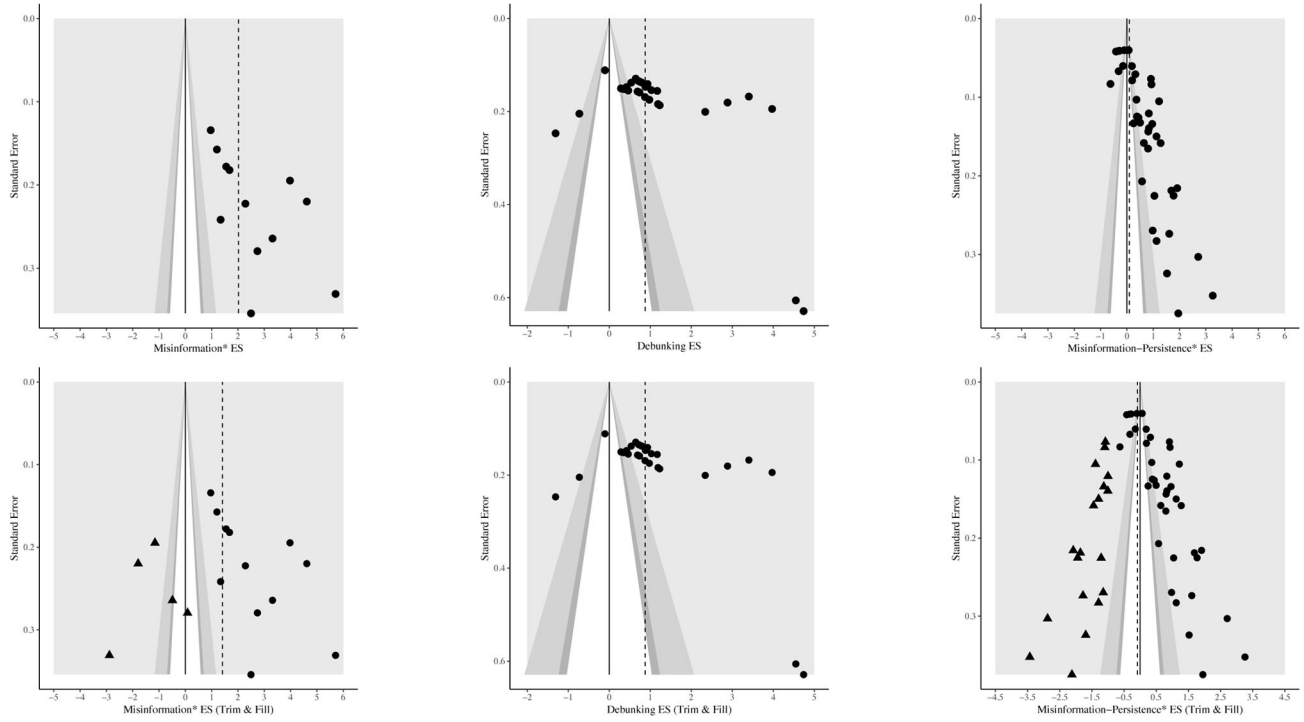 0.0
0.1
0.2
0.3
Standard Error
−5 −4 −3 −2 −1 0 1 2 3 4 5 6
Misinformation* ES
0.0
0.2
0.4
0.6
Standard Error
−2 −1 0 1 2 3 4 5
Debunking ES
0.0
0.1
0.2
0.3
Standard Error
−5 −4 −3 −2 −1 0 1 2 3 4 5 6
Misinformation−Persistence* ES
0.0
0.1
0.2
0.3
Standard Error
−5 −4 −3 −2 −1 0 1 2 3 4 5 6
Misinformation* ES (Trim & Fill)
0.0
0.2
0.4
0.6
Standard Error
−2 −1 0 1 2 3 4 5
Debunking ES (Trim & Fill)
0.0
0.1
0.2
0.3
Standard Error
−4.5 −3.5 −2.5 −1.5 −0.5 0.5 1.5 2.5 3.5 4.5
Misinformation−Persistence* ES (Trim & Fill)